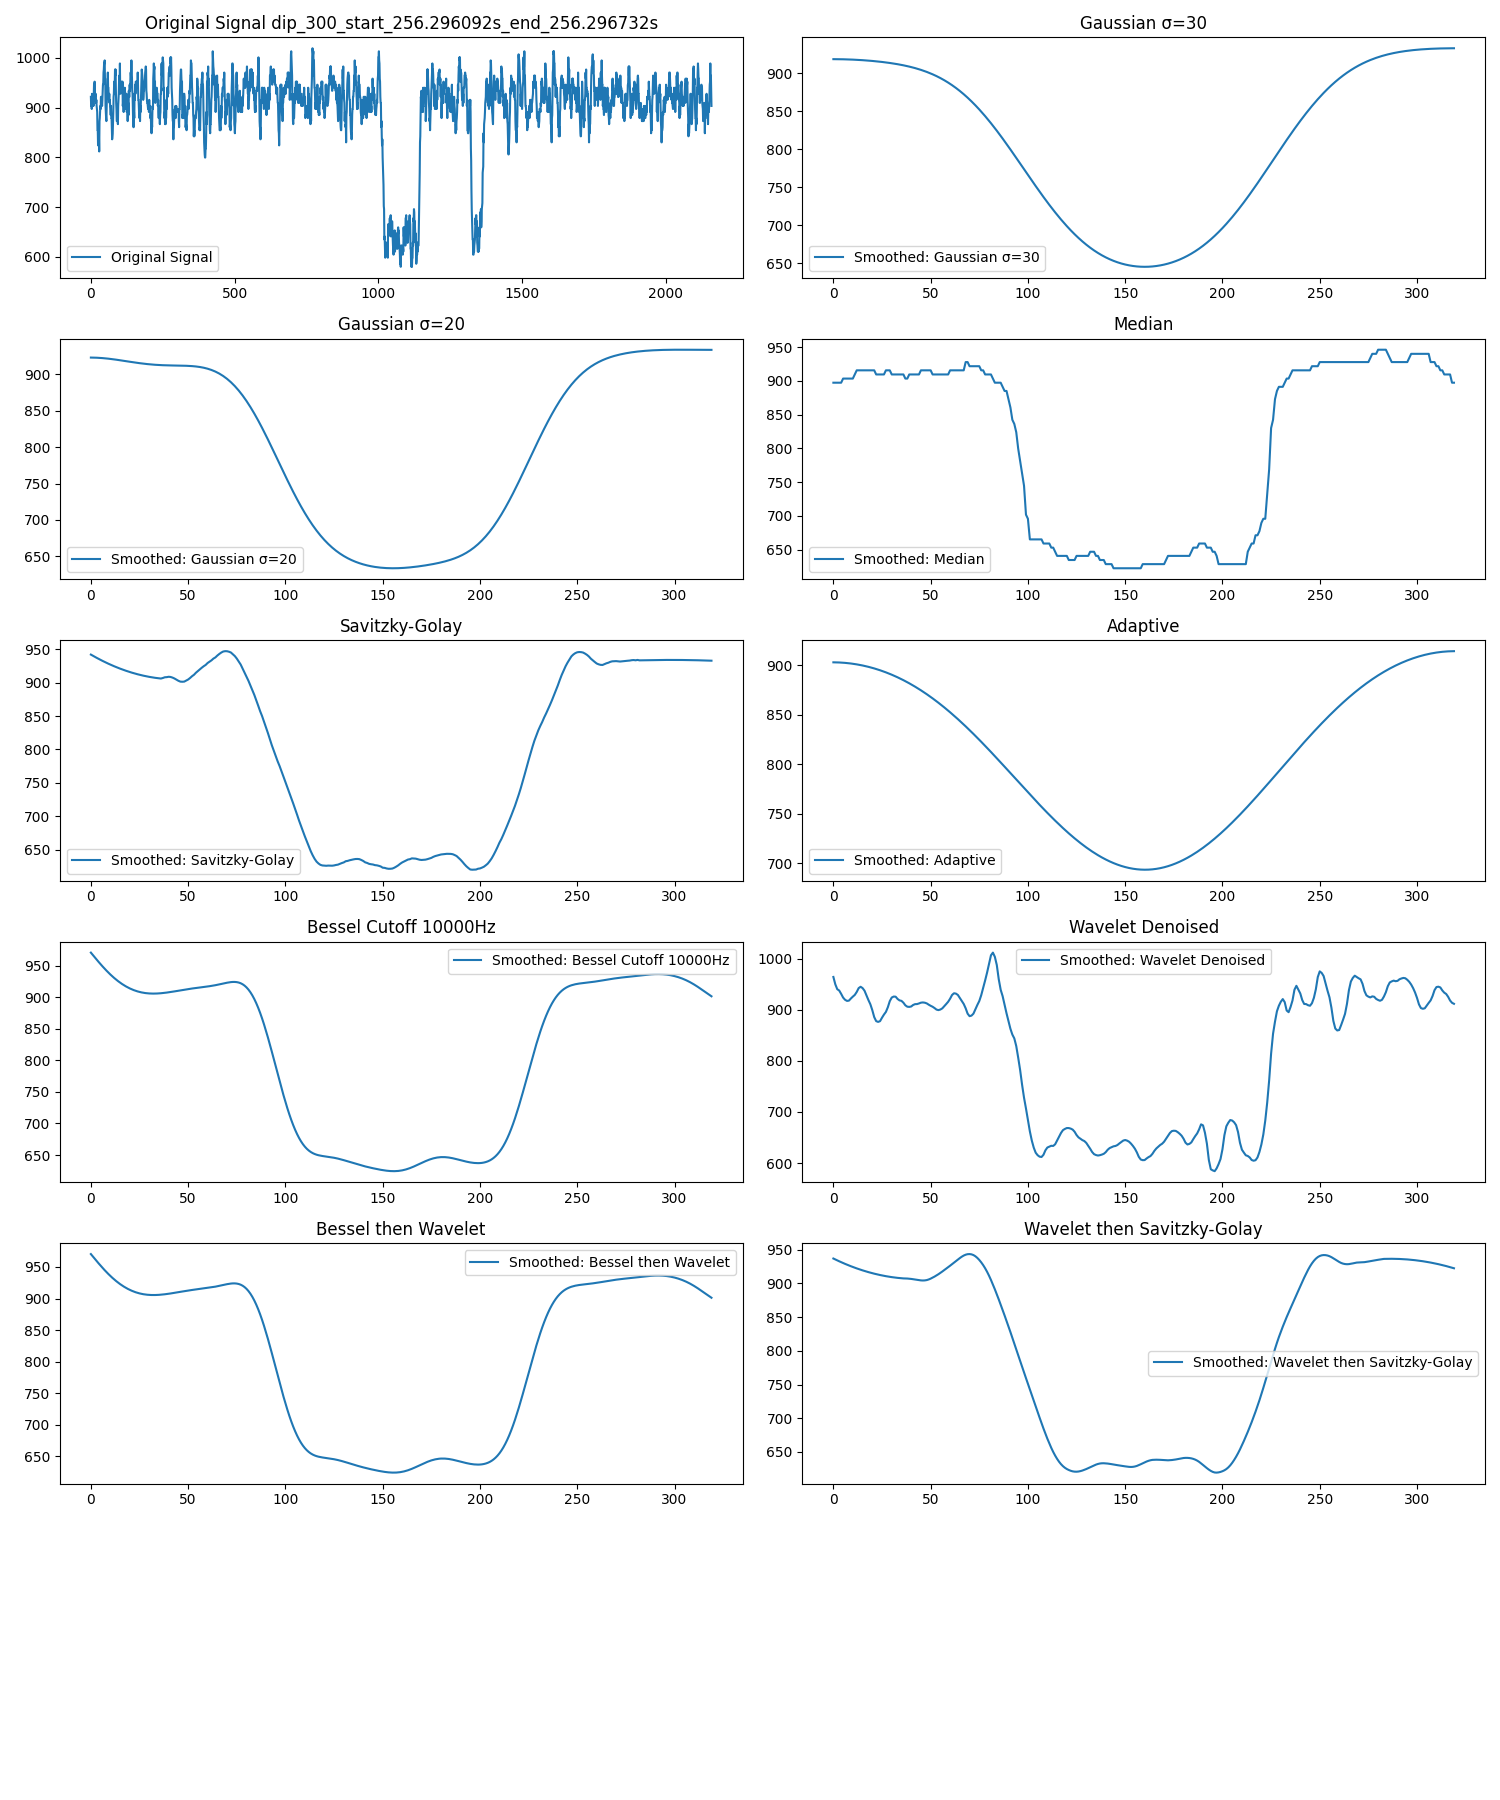 Original Signal dip_300_start_256.296092s_end_256.296732s
1000
900
800
700
600
Original Signal
0 500 1000 1500 2000
Gaussian σ=30
900
850
800
750
700
650
Smoothed: Gaussian σ=30
0 50 100 150 200 250 300
Gaussian σ=20
900
850
800
750
700
650
Smoothed: Gaussian σ=20
0 50 100 150 200 250 300
Median
950
900
850
800
750
700
650
Smoothed: Median
0 50 100 150 200 250 300
Savitzky-Golay
950
900
850
800
750
700
650
Smoothed: Savitzky-Golay
0 50 100 150 200 250 300
Adaptive
900
850
800
750
700
Smoothed: Adaptive
0 50 100 150 200 250 300
Bessel Cutoff 10000Hz
Smoothed: Bessel Cutoff 10000Hz
950
900
850
800
750
700
650
0 50 100 150 200 250 300
Wavelet Denoised
Smoothed: Wavelet Denoised
1000
900
800
700
600
0 50 100 150 200 250 300
Bessel then Wavelet
Smoothed: Bessel then Wavelet
950
900
850
800
750
700
650
0 50 100 150 200 250 300
Wavelet then Savitzky-Golay
950
900
850
800
750
700
650
Smoothed: Wavelet then Savitzky-Golay
0 50 100 150 200 250 300